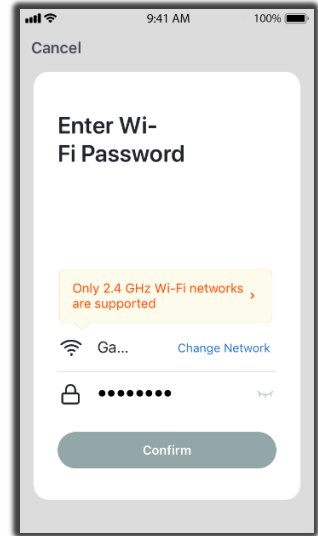 9:41 AM
100%
Cancel
Enter Wi-
Fi Password
Only 2.4 GHz Wi-Fi networks
are supported
Ga...
Change Network
Confirm